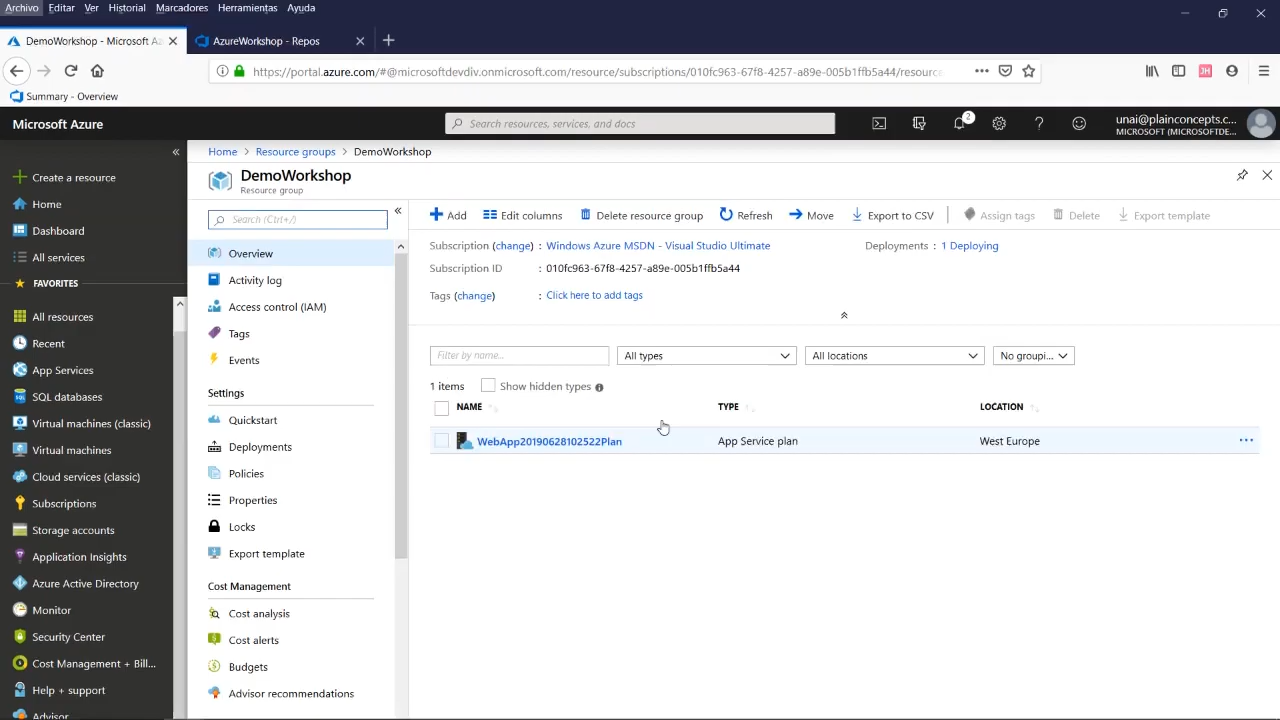 Archivo Editar Ver Historial Marcadores Herramientas Ayuda
DemoWorkshop - Microsoft Az
AzureWorkshop - Repos
https://portal.azure.com/#@microsoftdevdiv.onmicrosoft.com/resource/subscriptions/010fc963-67f8-4257-a89e-005b1ffb5a44/resourc
Summary - Overview
Microsoft Azure
Search resources, services, and docs
2
unai@plainconcepts.c...
MICROSOFT (MICROSOFTDE...
Create a resource
Home
Dashboard
All services
FAVORITES
All resources
Recent
App Services
SQL databases
Virtual machines (classic)
Virtual machines
Cloud services (classic)
Subscriptions
Storage accounts
Application Insights
Azure Active Directory
Monitor
Security Center
Cost Management + Bill...
Help + support
Advisor
Home > Resource groups > DemoWorkshop
DemoWorkshop
Resource group
Search (Ctrl+/)
Overview
Activity log
Access control (IAM)
Tags
Events
Settings
Quickstart
Deployments
Policies
Properties
Locks
Export template
Cost Management
Cost analysis
Cost alerts
Budgets
Advisor recommendations
Add Edit columns Delete resource group Refresh Move Export to CSV Assign tags Delete Export template
Subscription (change) : Windows Azure MSDN - Visual Studio Ultimate
Deployments : 1 Deploying
Subscription ID : 010fc963-67f8-4257-a89e-005b1ffb5a44
Tags (change) : Click here to add tags
Filter by name.. All types All locations No groupi...
1 items Show hidden types
NAME TYPE LOCATION
WebApp20190628102522Plan App Service plan West Europe